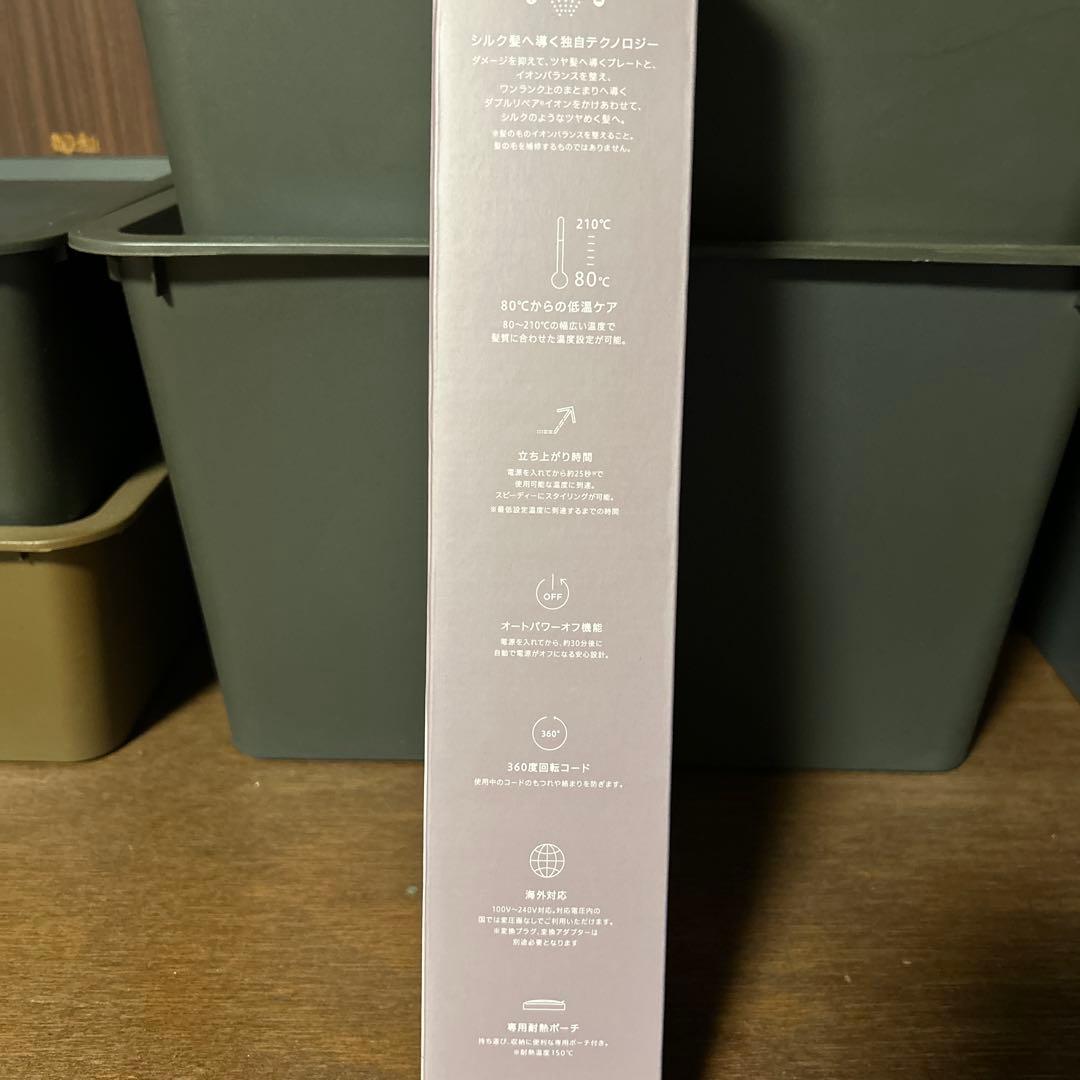 シルク髪へ導く独自テクノロジー
ダメージを抑えて、ツヤ髪へ導くプレートと、
イオンバランスを整え、
ワンランク上のまとまりへ導く
ダブルリペア※イオンをかけあわせて、
シルクのようなツヤめく髪へ。
※髪の毛のイオンバランスを整えること。
髪の毛を補修するものではありません。
210℃
80℃
80℃からの低温ケア
80〜210℃の幅広い温度で
髪質に合わせた温度設定が可能。
立ち上がり時間
電源を入れてから約25秒※で
使用可能な温度に到達。
スピーディーにスタイリングが可能。
※最低設定温度に到達するまでの時間
OFF
オートパワーオフ機能
電源を入れてから、約30分後に
自動で電源がオフになる安心設計。
360°
360度回転コード
使用中のコードのもつれや絡まりを防ぎます。
海外対応
100V〜240V対応。対応電圧内の
国では変圧器なしでご利用いただけます。
※変換プラグ、変換アダプターは
別途必要となります
専用耐熱ポーチ
持ち運び、収納に便利な専用ポーチ付き。
※耐熱温度150℃